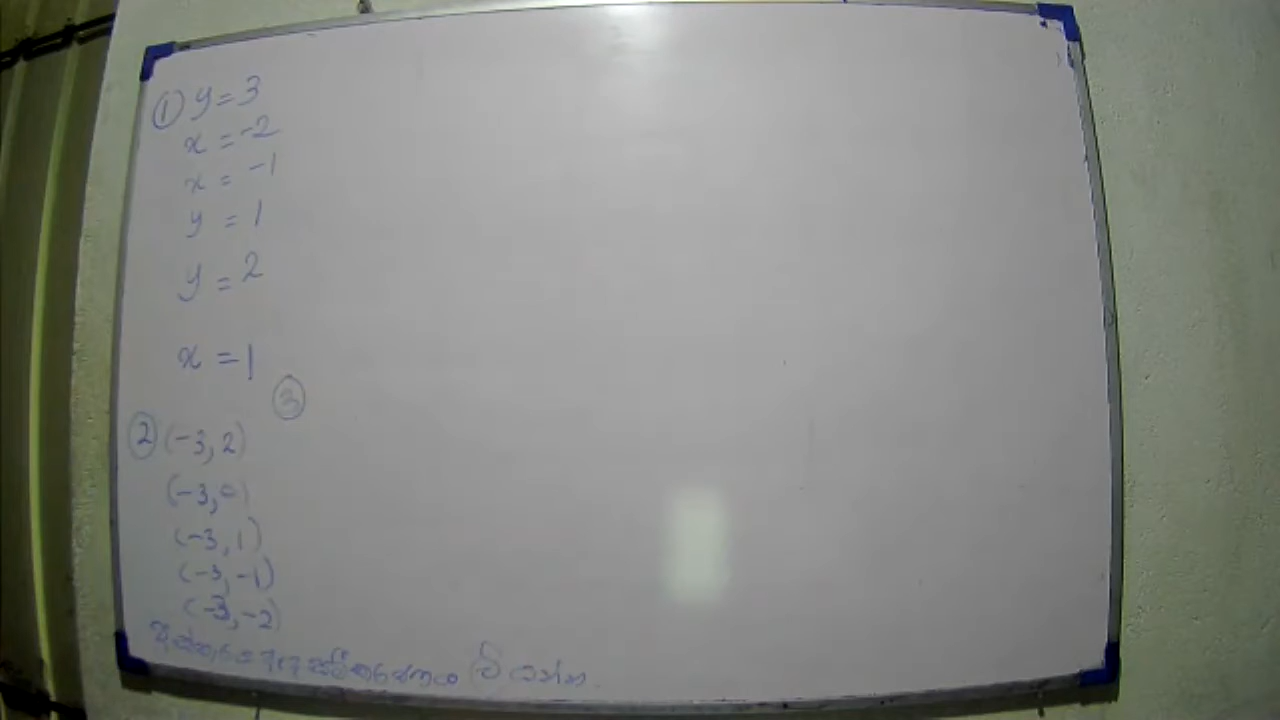 ① y = 3
x = -2
x = -1
y = 1
y = 2
x = 1
③
② (-3, 2)
(-3, 0)
(-3, 1)
(-3, -1)
(-3, -2)
ලියන්න.